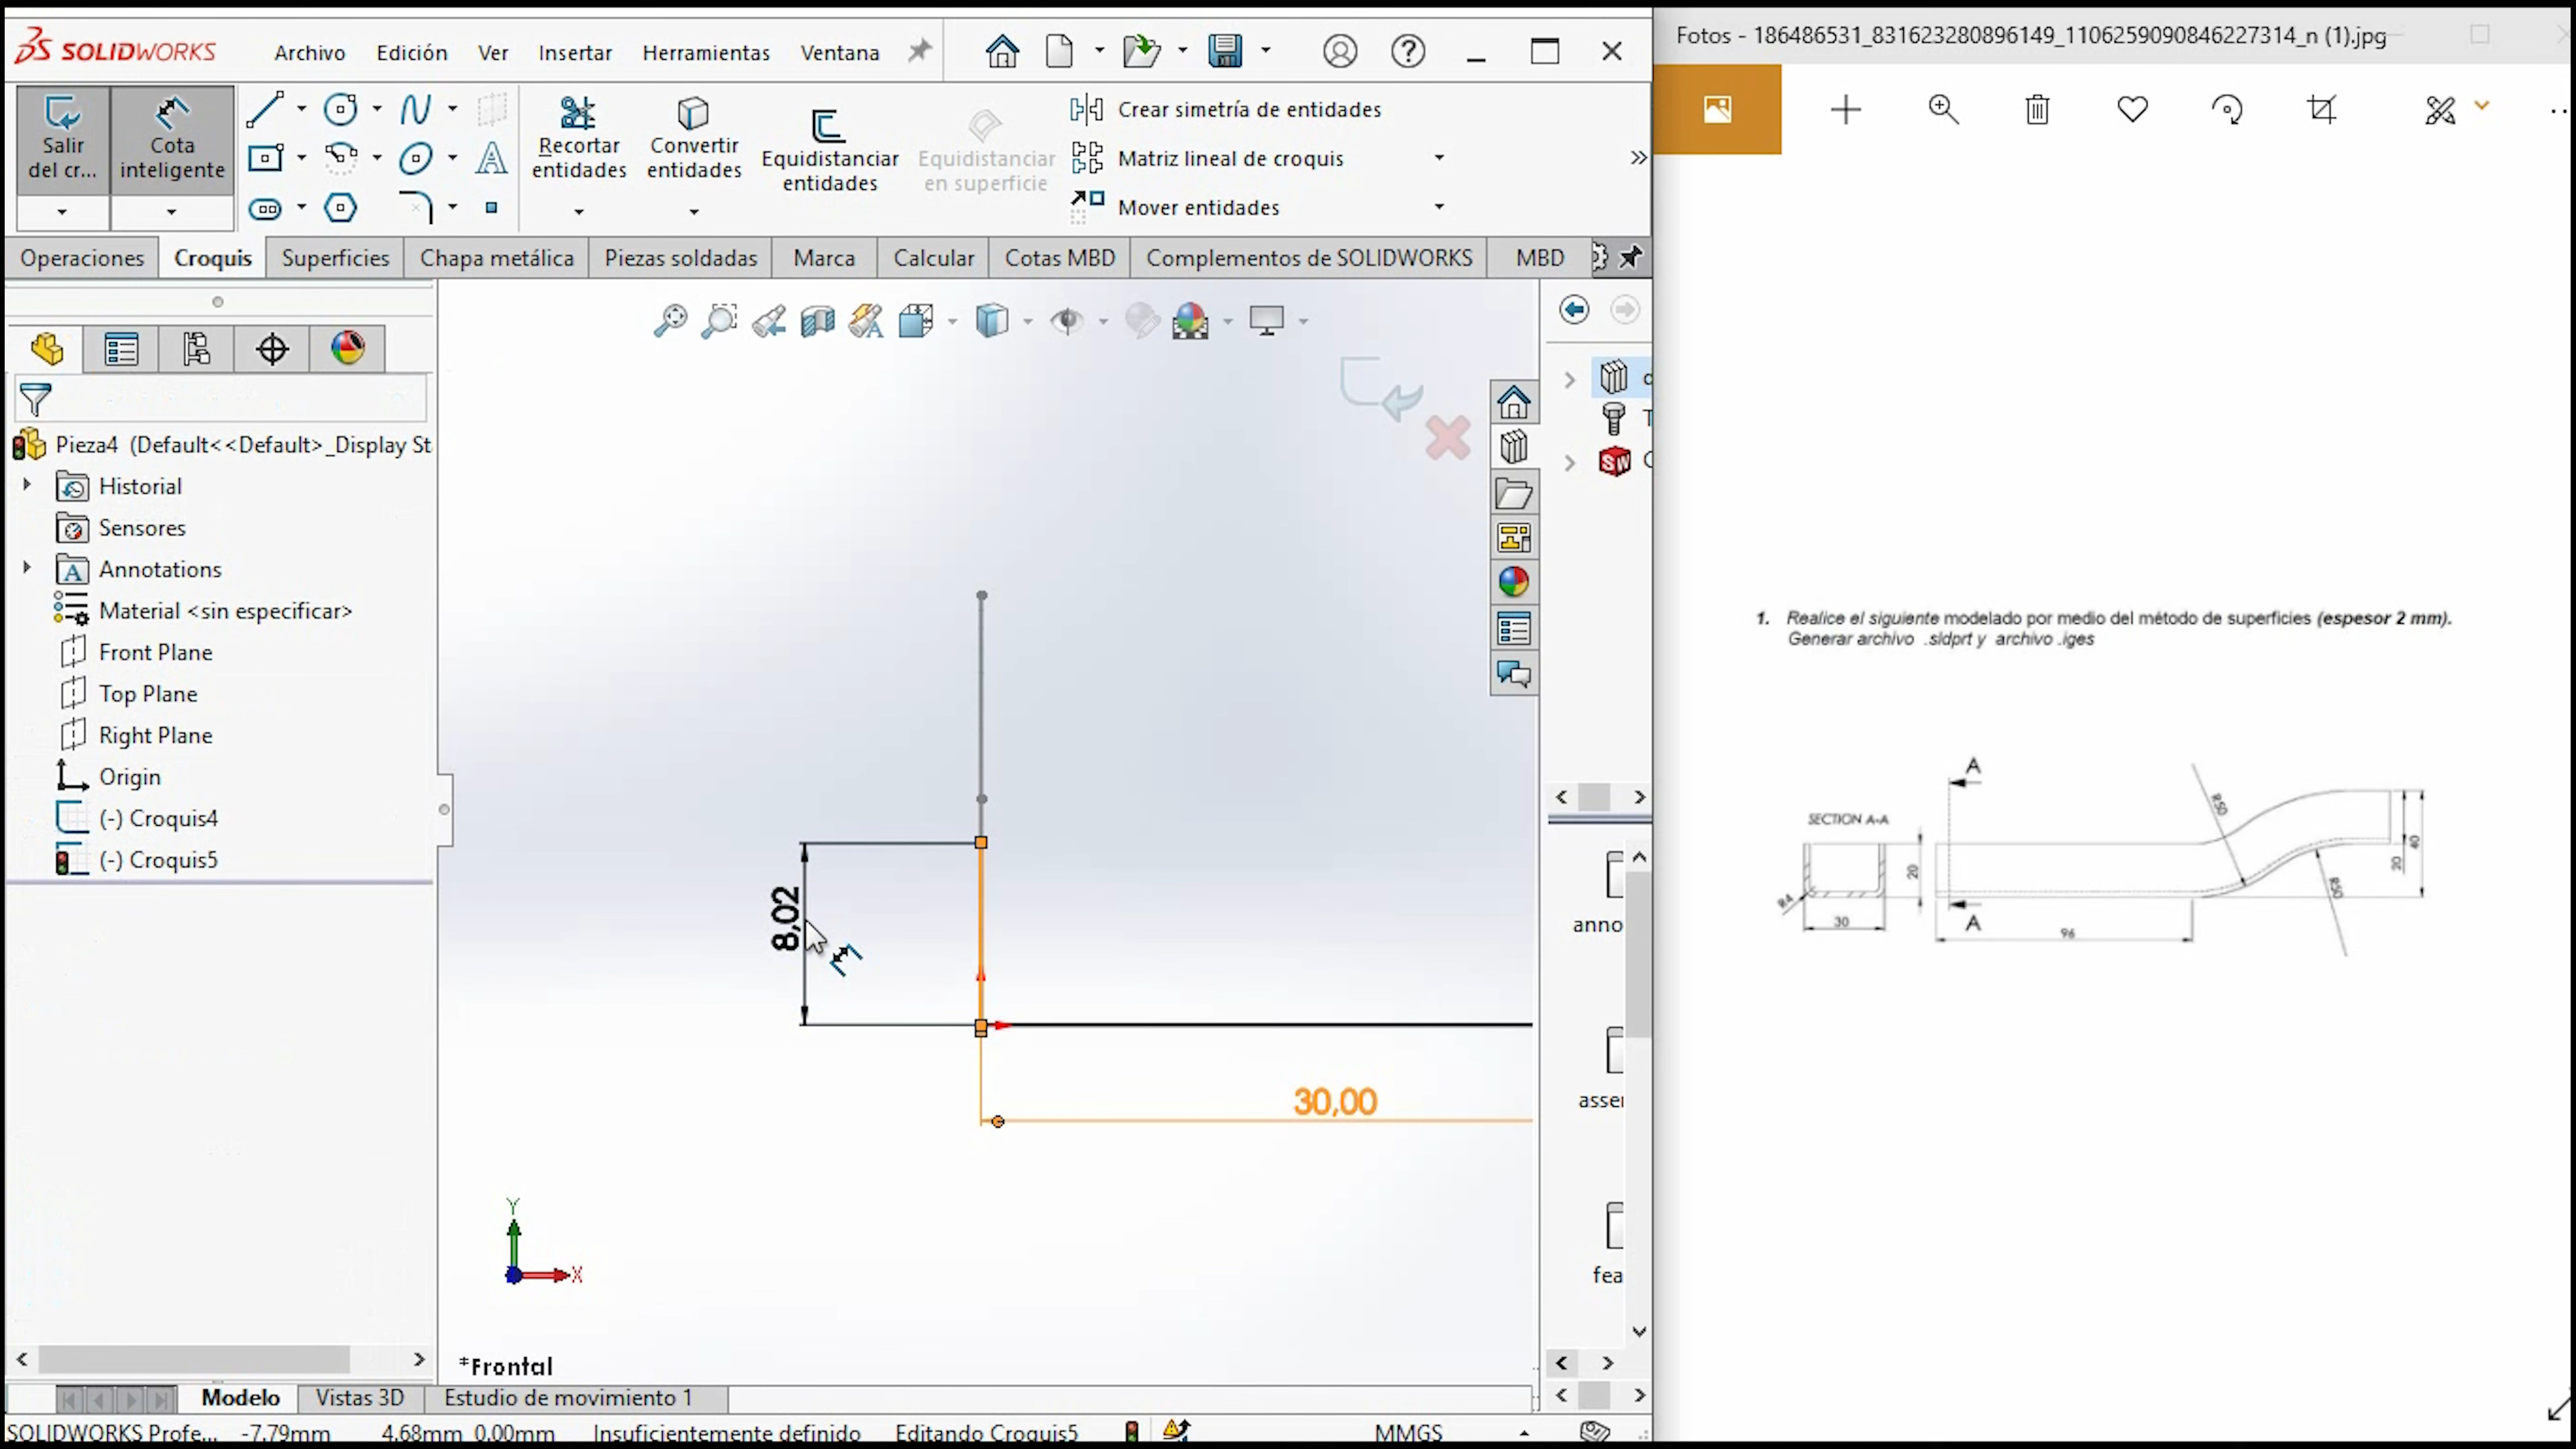 SOLIDWORKS
Archivo Edición Ver Insertar Herramientas Ventana
Fotos - 186486531_831623280896149_1106259090846227314_n (1).jpg
Salir del cr...
Cota inteligente
Recortar entidades
Convertir entidades
Equidistanciar entidades
Equidistanciar en superficie
Crear simetría de entidades
Matriz lineal de croquis
Mover entidades
Operaciones Croquis Superficies Chapa metálica Piezas soldadas Marca Calcular Cotas MBD Complementos de SOLIDWORKS MBD
Pieza4 (Default<<Default>_Display St
Historial
Sensores
Annotations
Material <sin especificar>
Front Plane
Top Plane
Right Plane
Origin
(-) Croquis4
(-) Croquis5
8,02
30,00
Y
X
*Frontal
anno
asse
fea
1. Realice el siguiente modelado por medio del método de superficies (espesor 2 mm).
Generar archivo .sldprt y archivo .iges
SECTION A-A
A
A
R50
R50
R4
30
20
96
20
40
Modelo Vistas 3D Estudio de movimiento 1
SOLIDWORKS Profe... -7.79mm 4.68mm 0.00mm Insuficientemente definido Editando Croquis5 MMGS